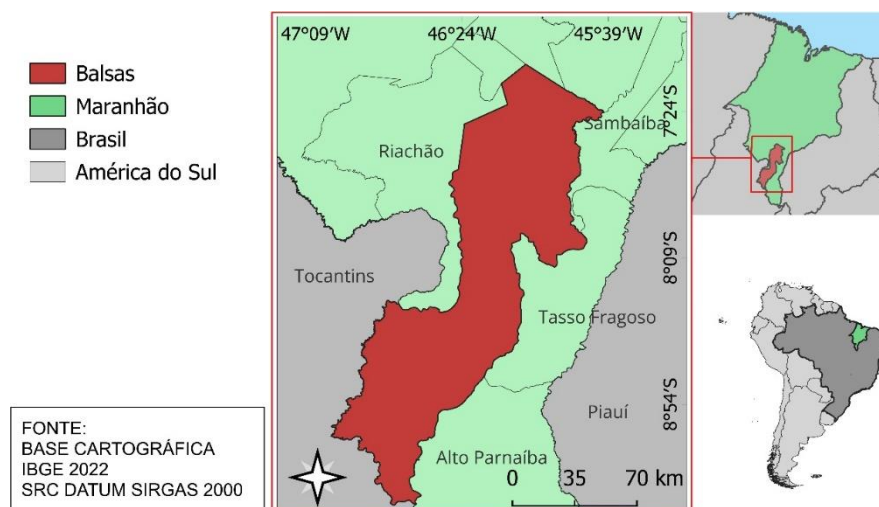 Balsas
Maranhão
Brasil
América do Sul
FONTE:
BASE CARTOGRÁFICA
IBGE 2022
SRC DATUM SIRGAS 2000
47°09'W 46°24'W 45°39'W
7°24'S
8°09'S
8°54'S
Sambaíba
Riachão
Tocantins
Tasso Fragoso
Piauí
Alto Parnaíba
0 35 70 km